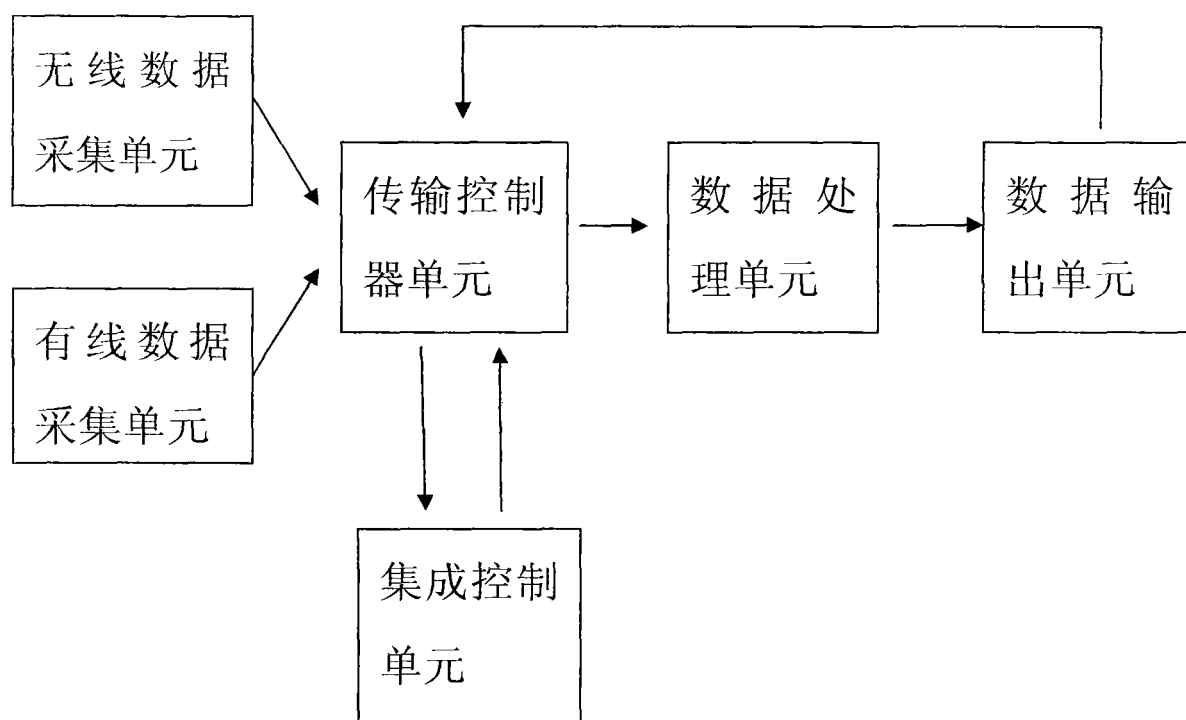 无线数据
采集单元
有线数据
采集单元
传输控制
器单元
数据处
理单元
数据输
出单元
集成控制
单元